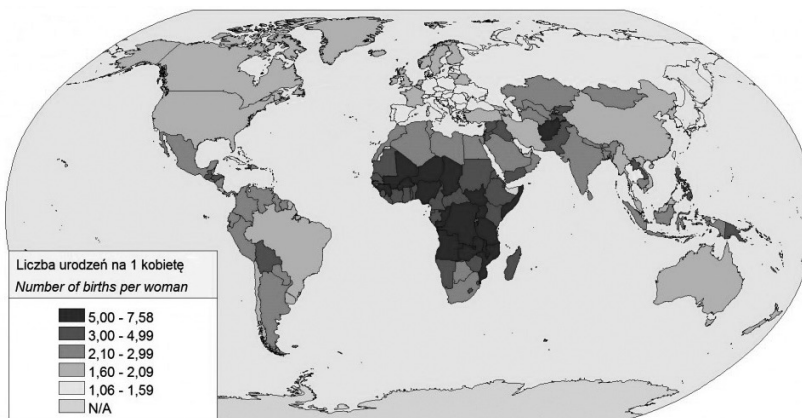 Liczba urodzeń na 1 kobietę
Number of births per woman
5,00 - 7,58
3,00 - 4,99
2,10 - 2,99
1,60 - 2,09
1,06 - 1,59
N/A